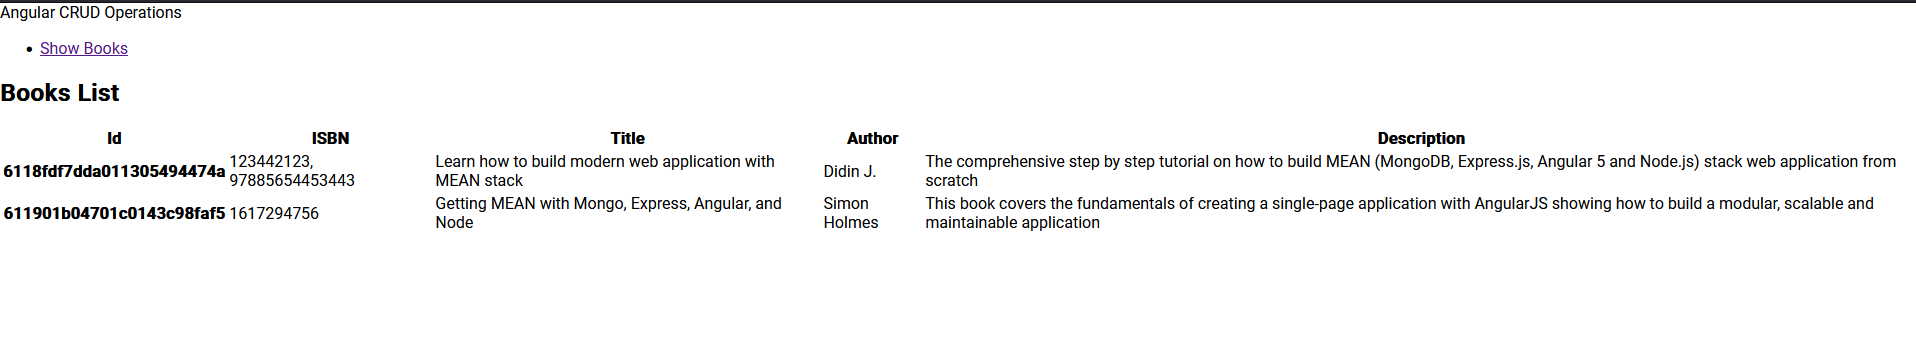 Angular CRUD Operations
Show Books
Books List
Id ISBN Title Author Description
6118fdf7dda011305494474a 123442123, 97885654453443 Learn how to build modern web application with MEAN stack Didin J. The comprehensive step by step tutorial on how to build MEAN (MongoDB, Express.js, Angular 5 and Node.js) stack web application from scratch
611901b04701c0143c98faf5 1617294756 Getting MEAN with Mongo, Express, Angular, and Node Simon Holmes This book covers the fundamentals of creating a single-page application with AngularJS showing how to build a modular, scalable and maintainable application